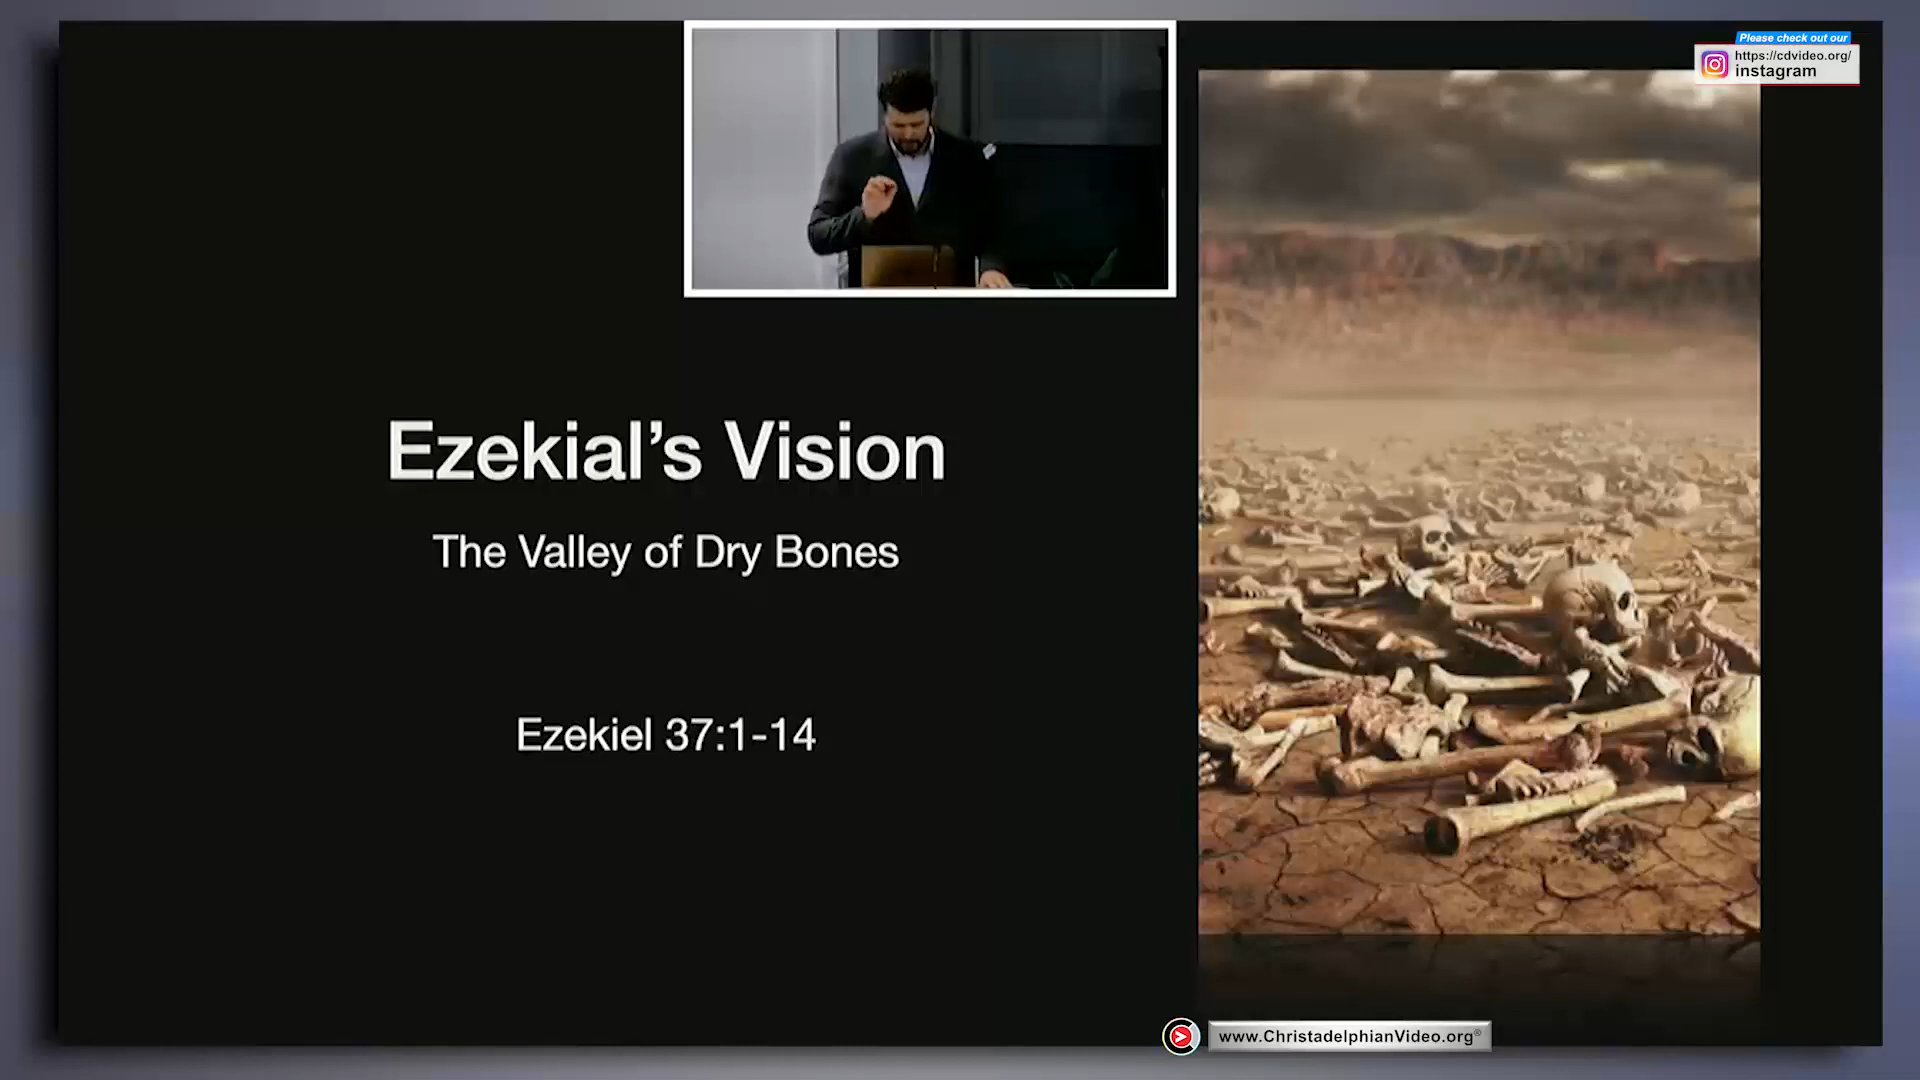 Please check out our
https://cdvideo.org/
instagram
Ezekial’s Vision
The Valley of Dry Bones
Ezekiel 37:1-14
www.ChristadelphianVideo.org®